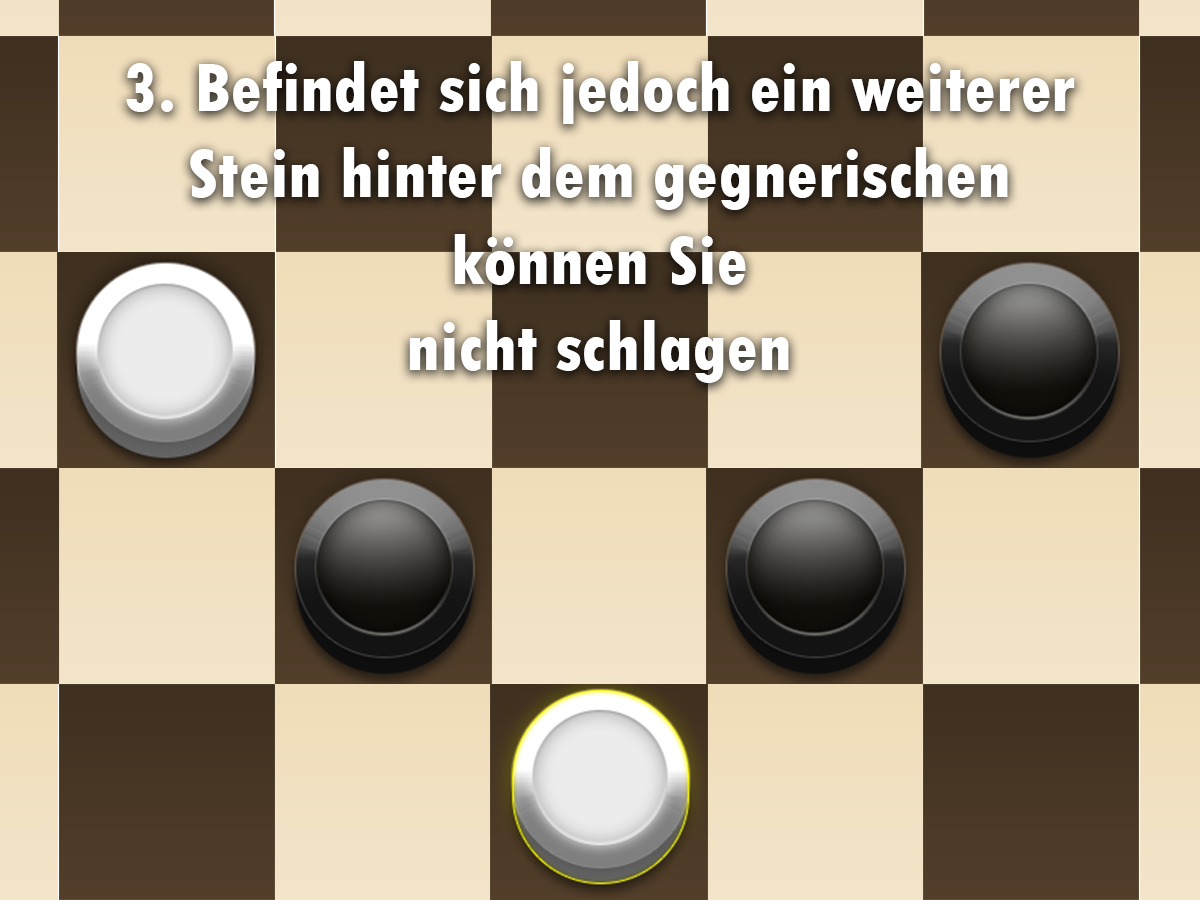 3. Befindet sich jedoch ein weiterer
Stein hinter dem gegnerischen
können Sie
nicht schlagen